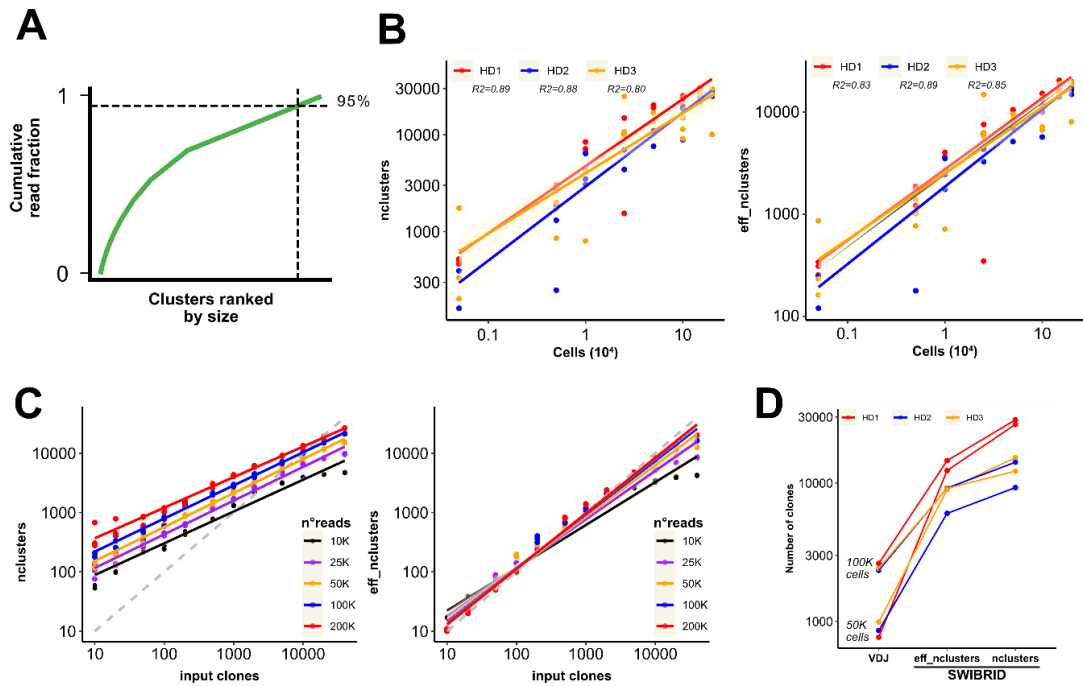 A
1
0
95%
Cumulative
read fraction
Clusters ranked
by size
B
HD1 HD2 HD3
R2=0.89 R2=0.88 R2=0.80
30000
10000
3000
1000
300
nclusters
0.1 1 10
Cells (10⁴)
HD1 HD2 HD3
R2=0.83 R2=0.89 R2=0.85
10000
1000
100
eff_nclusters
0.1 1 10
Cells (10⁴)
C
10000
1000
100
10
nclusters
n°reads
10K
25K
50K
100K
200K
10 100 1000 10000
input clones
10000
1000
100
10
eff_nclusters
n°reads
10K
25K
50K
100K
200K
10 100 1000 10000
input clones
D
HD1 HD2 HD3
30000
10000
3000
1000
Number of clones
100K
cells
50K
cells
VDJ eff_nclusters nclusters
SWIBRID